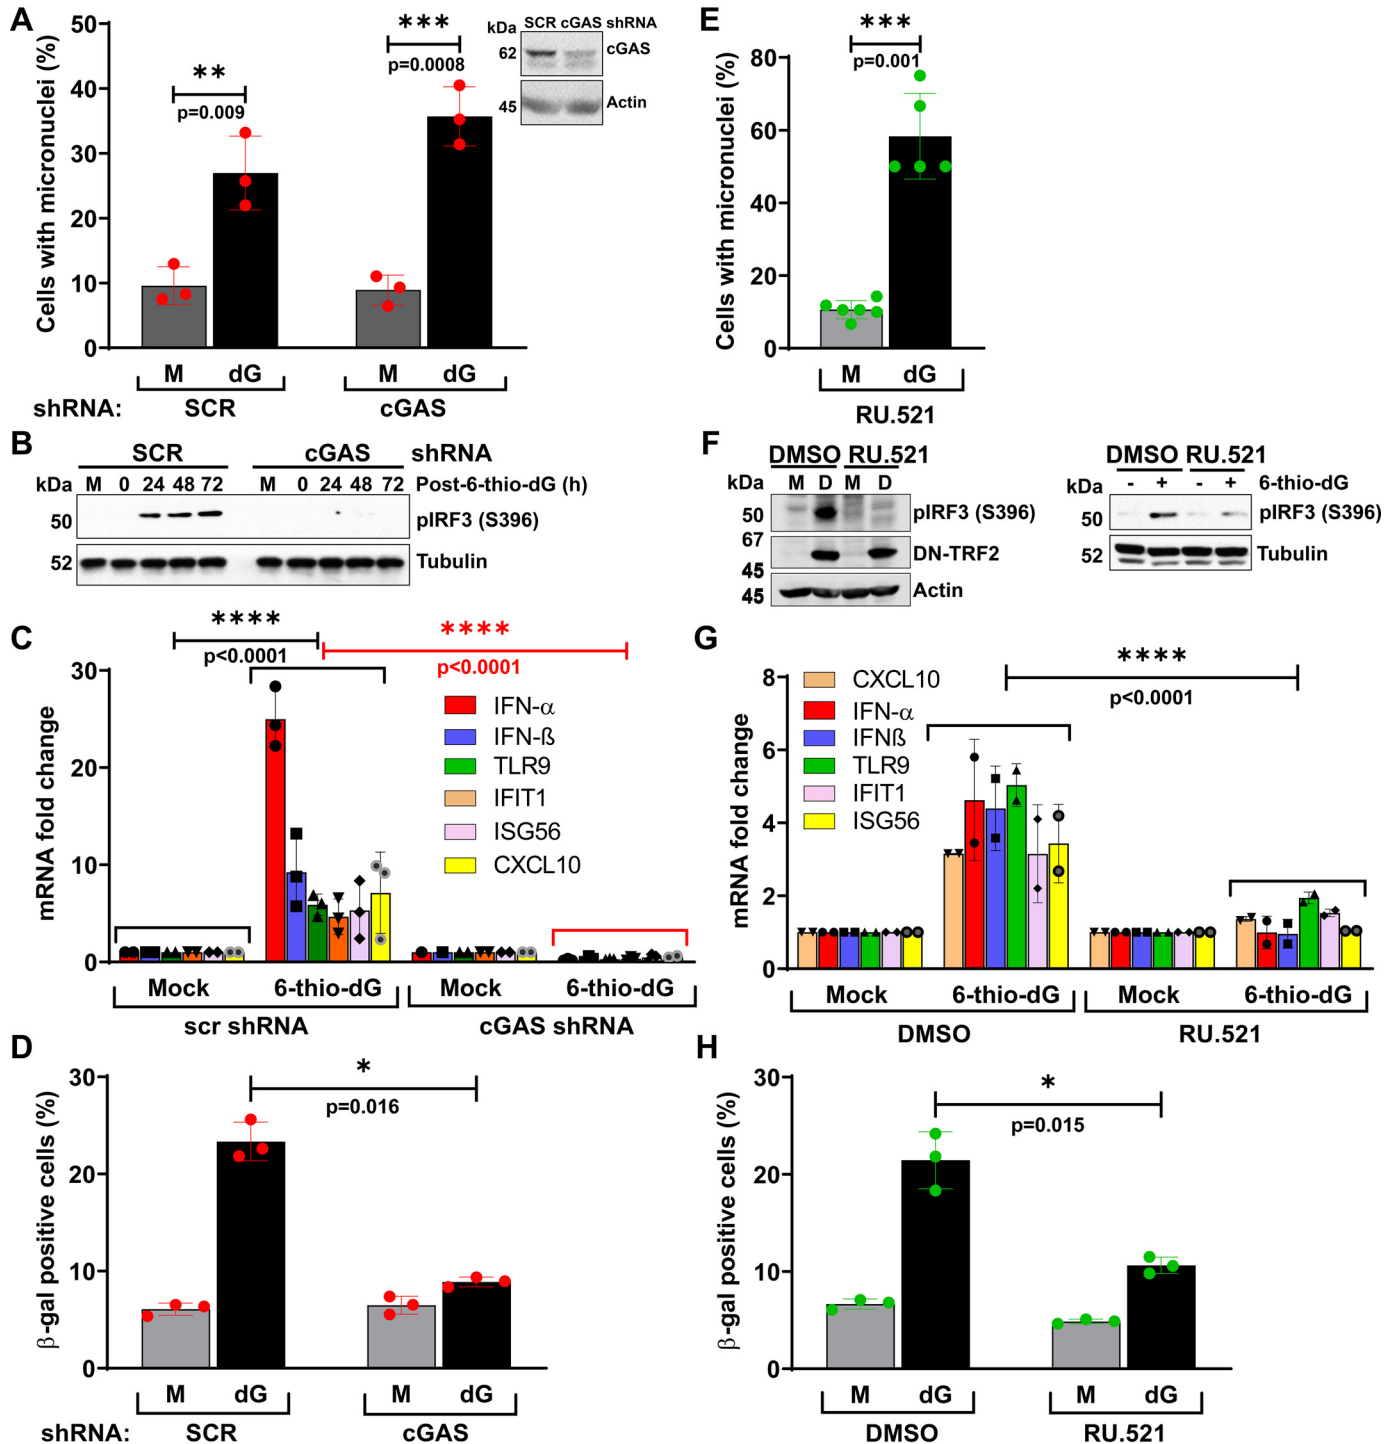 A
Cells with micronuclei (%)
50
40
30
20
10
0
**
p=0.009
***
p=0.0008
M dG M dG
shRNA: SCR cGAS
SCR cGAS shRNA
kDa
62 cGAS
45 Actin
E
Cells with micronuclei (%)
80
60
40
20
0
***
p=0.001
M dG
RU.521
B
SCR cGAS shRNA
kDa M 0 24 48 72 M 0 24 48 72 Post-6-thio-dG (h)
50 pIRF3 (S396)
52 Tubulin
F
DMSO RU.521
kDa M D M D
50 pIRF3 (S396)
67
DN-TRF2
45
45 Actin
DMSO RU.521
kDa - + - + 6-thio-dG
50 pIRF3 (S396)
52 Tubulin
C
mRNA fold change
30
20
10
0
****
p<0.0001
****
p<0.0001
IFN-α
IFN-ß
TLR9
IFIT1
ISG56
CXCL10
Mock 6-thio-dG Mock 6-thio-dG
scr shRNA cGAS shRNA
G
mRNA fold change
8
6
4
2
0
CXCL10
IFN-α
IFNß
TLR9
IFIT1
ISG56
****
p<0.0001
Mock 6-thio-dG Mock 6-thio-dG
DMSO RU.521
D
β-gal positive cells (%)
30
20
10
0
*
p=0.016
M dG M dG
shRNA: SCR cGAS
H
β-gal positive cells (%)
30
20
10
0
*
p=0.015
M dG M dG
DMSO RU.521